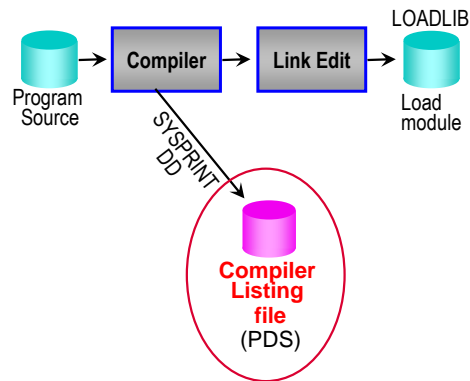 LOADLIB
Compiler
Link Edit
Program
Source
Load
module
SYSPRINT
DD
Compiler
Listing
file
(PDS)